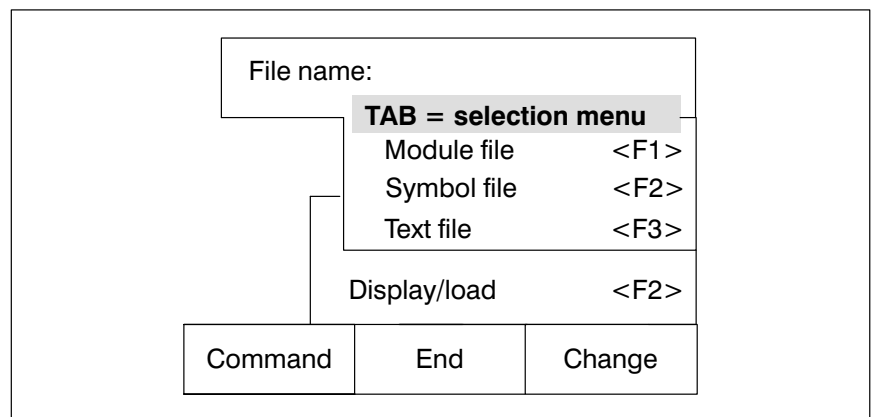 File name:
TAB = selection menu
Module file <F1>
Symbol file <F2>
Text file <F3>
Display/load <F2>
Command End Change